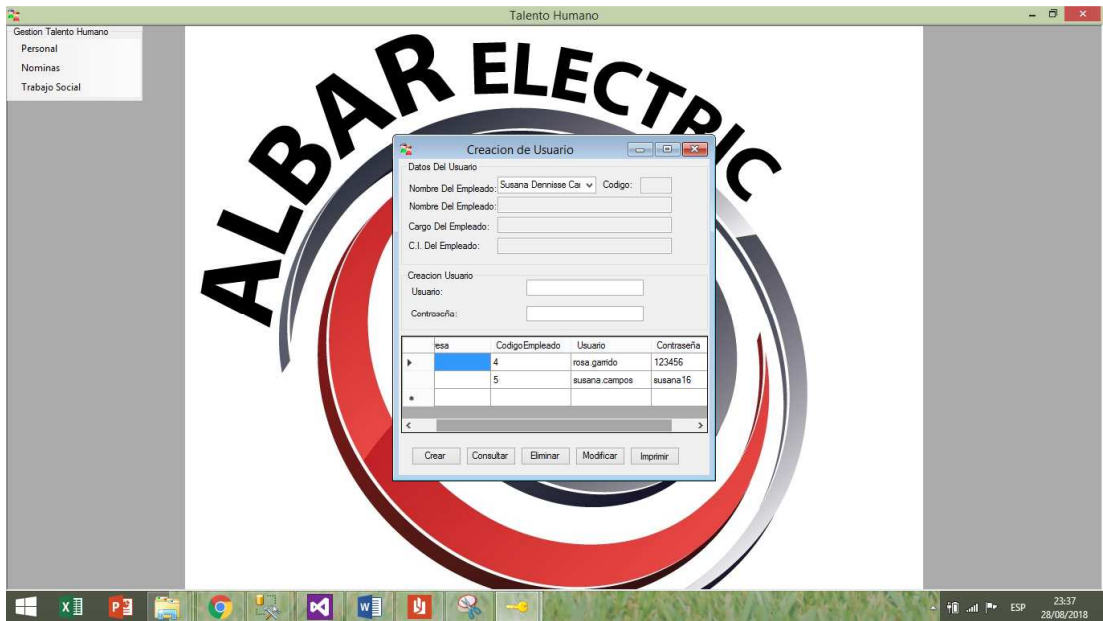 Talento Humano
Gestion Talento Humano
Personal
Nominas
Trabajo Social
ALBAR ELECTRIC
Creacion de Usuario
Datos Del Usuario
Nombre Del Empleado: Susana Dennisse Car Codigo:
Nombre Del Empleado:
Cargo Del Empleado:
C.I. Del Empleado:
Creacion Usuario
Usuario:
Contraseña:
resa CodigoEmpleado Usuario Contraseña
4 rosa.garrido 123456
5 susana.campos susana16
Crear Consultar Eliminar Modificar Imprimir
ESP 23:37
28/08/2018